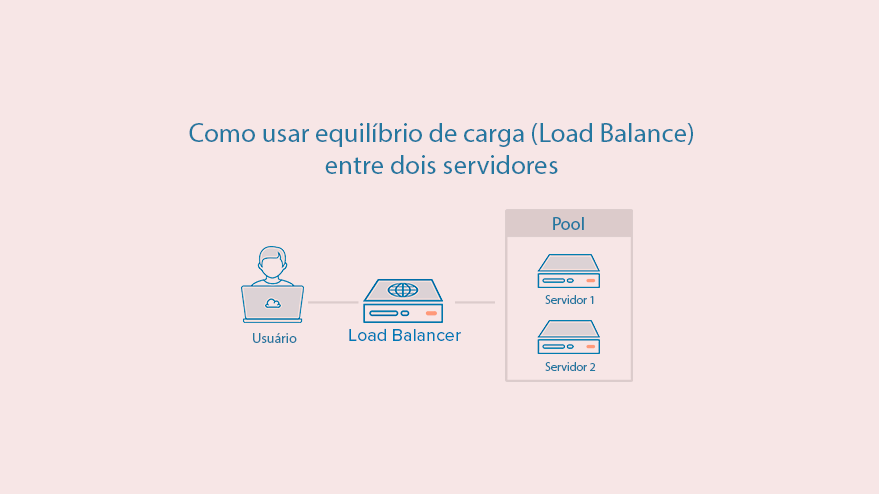 Como usar equilíbrio de carga (Load Balance)
entre dois servidores
Pool
Servidor 1
Usuário
Load Balancer
Servidor 2